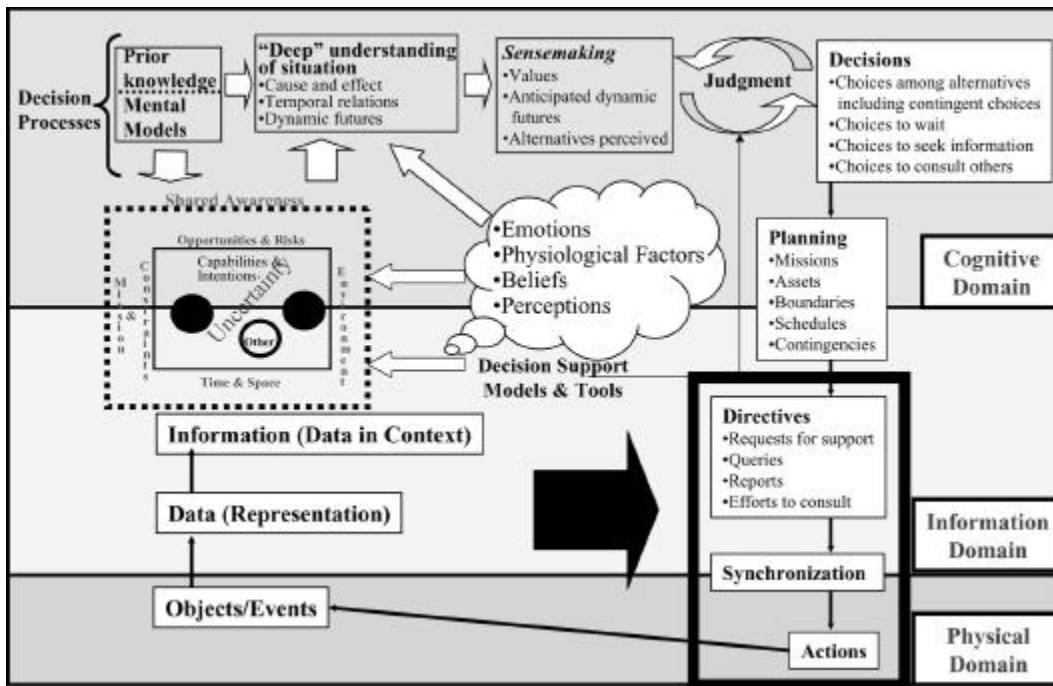 Decision
Processes
Prior
knowledge
Mental
Models
“Deep” understanding
of situation
•Cause and effect
•Temporal relations
•Dynamic futures
Sensemaking
• Values
• Anticipated dynamic
futures
• Alternatives perceived
Judgment
Decisions
•Choices among alternatives
including contingent choices
•Choices to wait
•Choices to seek information
•Choices to consult others
Shared Awareness
Opportunities & Risks
Mission
&
Constraints
Capabilities &
Intentions
Uncertainty
Other
Environment
Time & Space
•Emotions
•Physiological Factors
•Beliefs
•Perceptions
Decision Support
Models & Tools
Planning
•Missions
•Assets
•Boundaries
•Schedules
•Contingencies
Cognitive
Domain
Directives
•Requests for support
•Queries
•Reports
•Efforts to consult
Information (Data in Context)
Data (Representation)
Information
Domain
Synchronization
Objects/Events
Actions
Physical
Domain